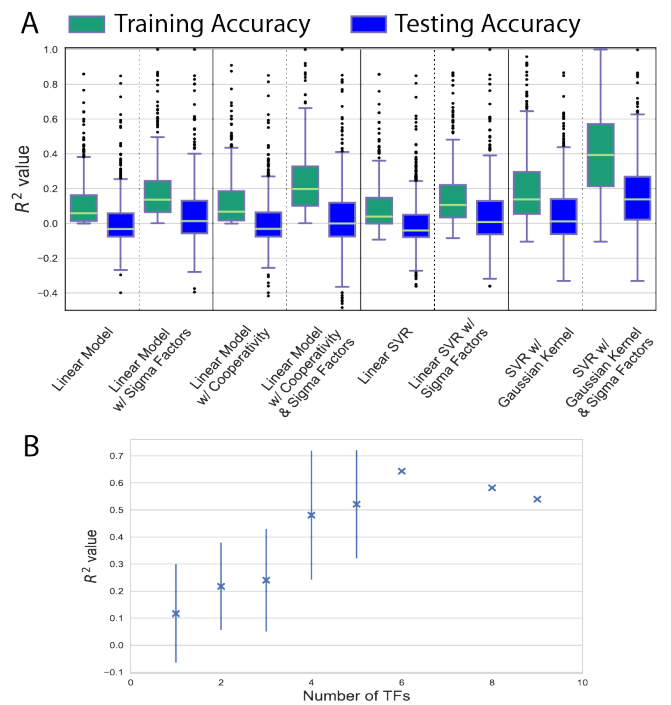 A
Training Accuracy
Testing Accuracy
1.0
0.8
0.6
0.4
0.2
0.0
−0.2
−0.4
R² value
Linear Model
Linear Model
w/ Sigma Factors
Linear Model
w/ Cooperativity
Linear Model
w/ Cooperativity
& Sigma Factors
Linear SVR
Linear SVR w/
Sigma Factors
SVR w/
Gaussian Kernel
SVR w/
Gaussian Kernel
& Sigma Factors
B
0.7
0.6
0.5
0.4
0.3
0.2
0.1
0.0
−0.1
R² value
0
2
4
6
8
10
Number of TFs